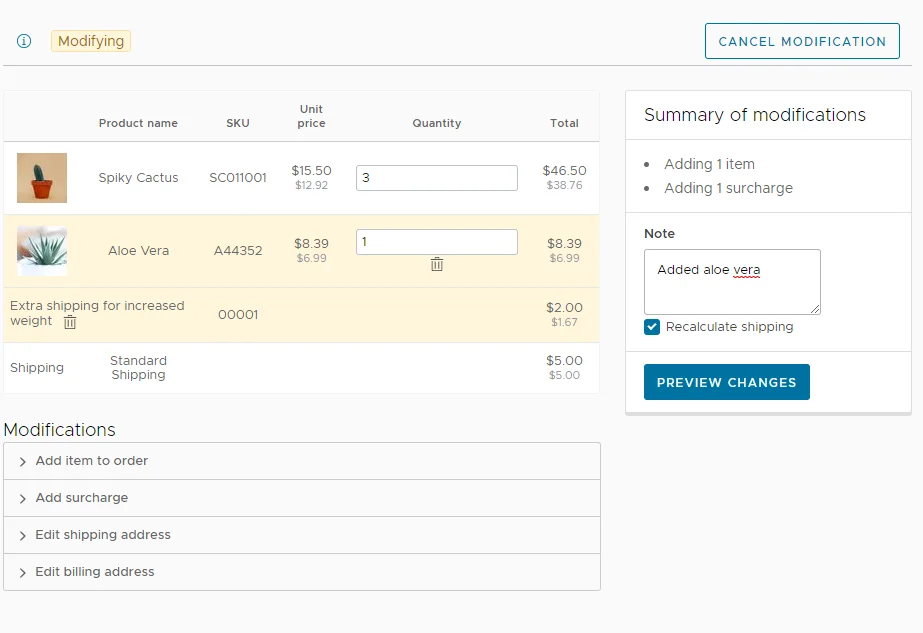 Modifying
CANCEL MODIFICATION
Product name SKU Unit price Quantity Total
Spiky Cactus SC011001 $15.50 3 $46.50
$12.92 $38.76
Aloe Vera A44352 $8.39 1 $8.39
$6.99 $6.99
Extra shipping for increased
weight 00001 $2.00
$1.67
Shipping Standard
Shipping $5.00
$5.00
Summary of modifications
Adding 1 item
Adding 1 surcharge
Note
Added aloe vera
Recalculate shipping
PREVIEW CHANGES
Modifications
Add item to order
Add surcharge
Edit shipping address
Edit billing address